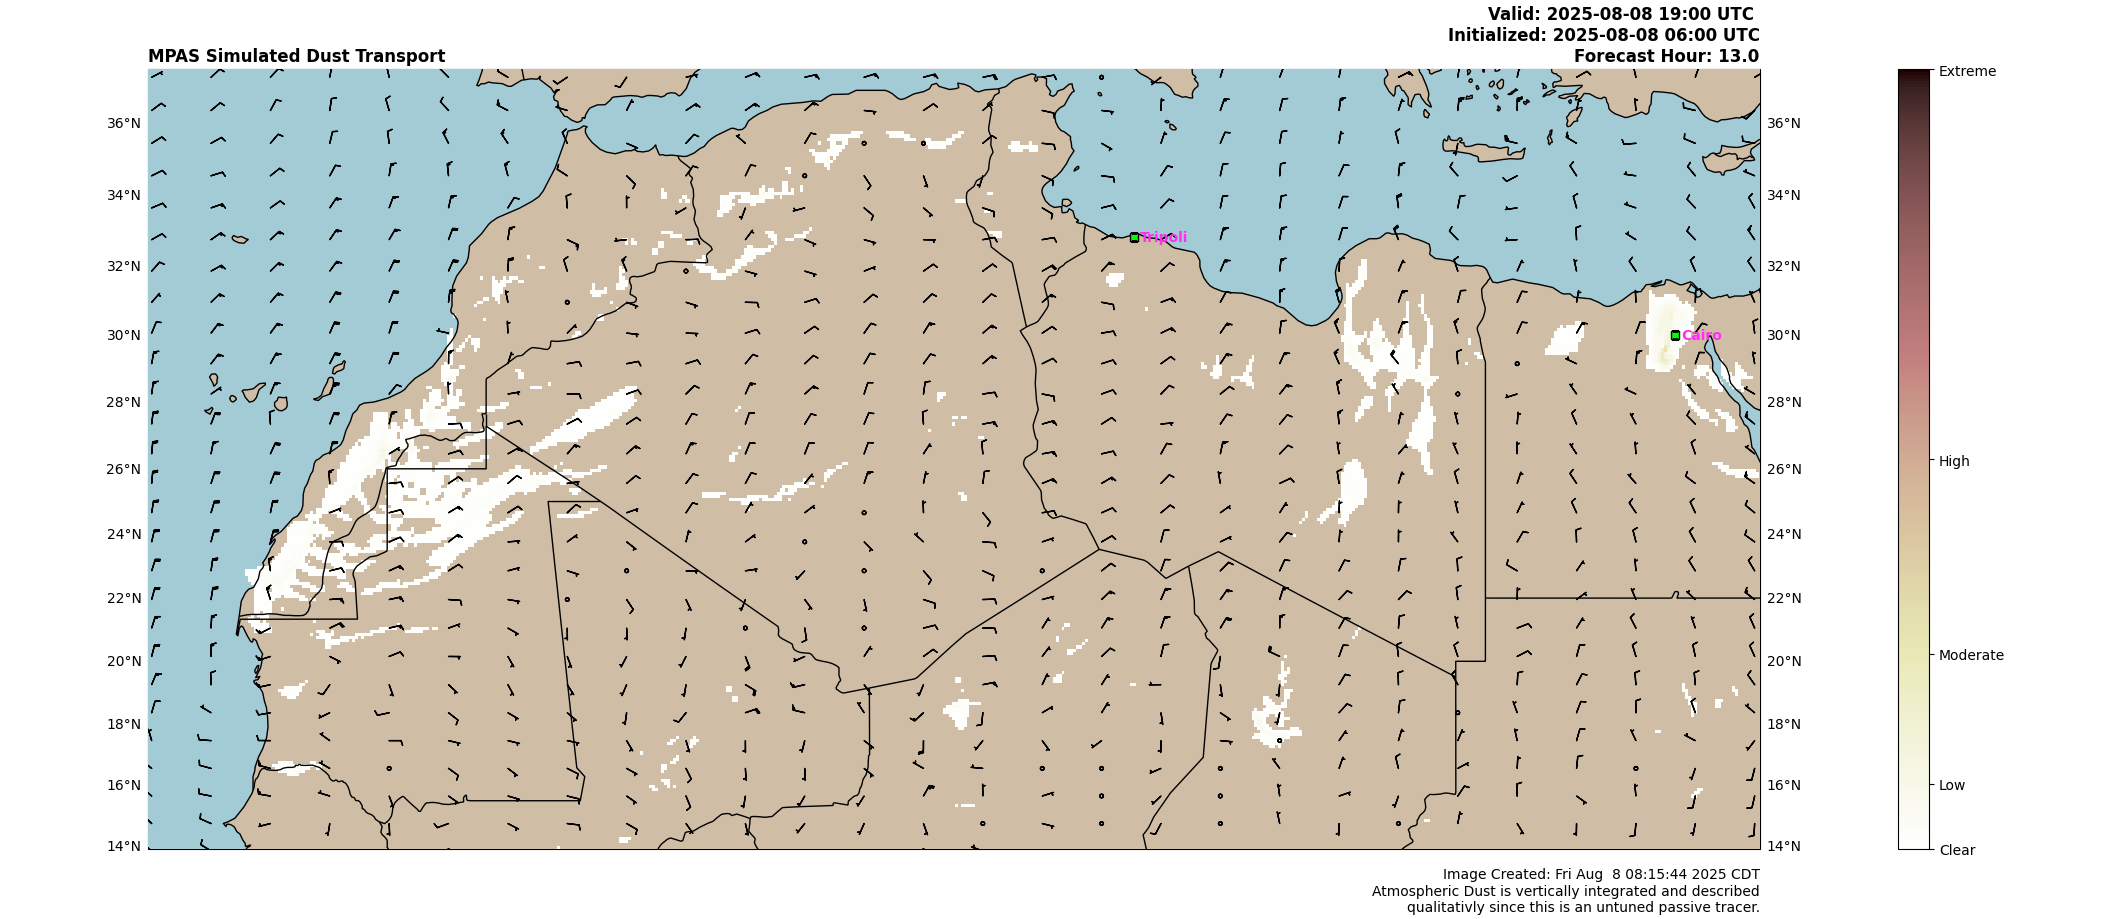 Valid: 2025-08-08 19:00 UTC
Initialized: 2025-08-08 06:00 UTC
MPAS Simulated Dust Transport
Forecast Hour: 13.0
Extreme
36°N
36°N
34°N
34°N
Tripoli
32°N
32°N
30°N
Cairo
30°N
28°N
28°N
High
26°N
26°N
24°N
24°N
22°N
22°N
Moderate
20°N
20°N
18°N
18°N
16°N
16°N
Low
14°N
14°N
Clear
Image Created: Fri Aug  8 08:15:44 2025 CDT
Atmospheric Dust is vertically integrated and described
qualitativly since this is an untuned passive tracer.